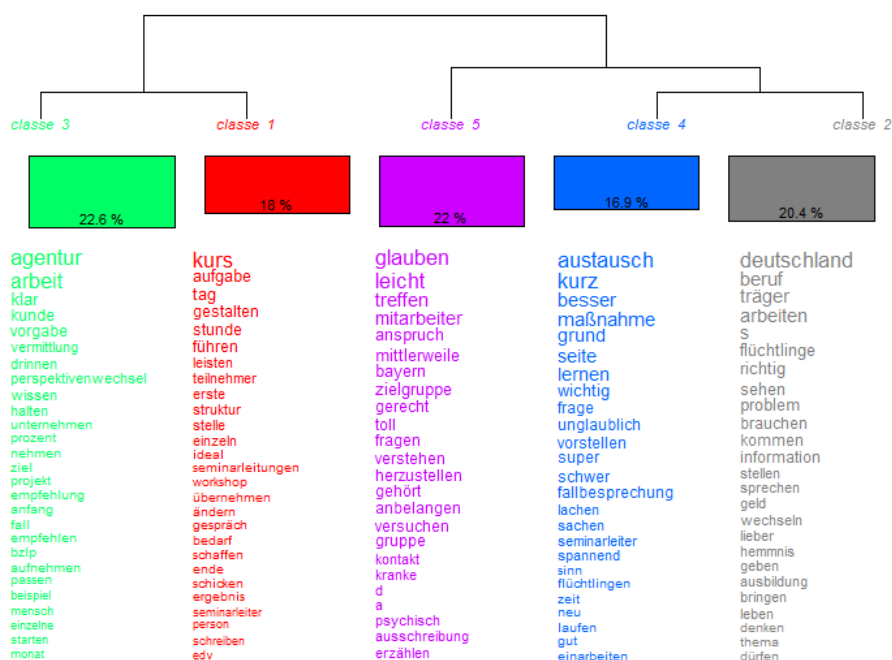 classe 3
classe 1
classe 5
classe 4
classe 2
22.6 %
18 %
22 %
16.9 %
20.4 %
agentur
arbeit
klar
kunde
vorgabe
vermittlung
drinnen
perspektivenwechsel
wissen
halten
unternehmen
prozent
nehmen
ziel
projekt
empfehlung
anfang
fall
empfehlen
bzlp
aufnehmen
passen
beispiel
mensch
einzelne
starten
monat
kurs
aufgabe
tag
gestalten
stunde
führen
leisten
teilnehmer
erste
struktur
stelle
einzeln
ideal
seminarleitungen
workshop
übernehmen
ändern
gespräch
bedarf
schaffen
ende
schicken
ergebnis
seminarleiter
person
schreiben
edv
glauben
leicht
treffen
mitarbeiter
anspruch
mittlerweile
bayern
zielgruppe
gerecht
toll
fragen
verstehen
herzustellen
gehört
anbelangen
versuchen
gruppe
kontakt
kranke
d
a
psychisch
ausschreibung
erzählen
austausch
kurz
besser
maßnahme
grund
seite
lernen
wichtig
frage
unglaublich
vorstellen
super
schwer
fallbesprechung
lachen
sachen
seminarleiter
spannend
sinn
flüchtlingen
zeit
neu
laufen
gut
einarbeiten
deutschland
beruf
träger
arbeiten
s
flüchtlinge
richtig
sehen
problem
brauchen
kommen
information
stellen
sprechen
geld
wechseln
lieber
hemmnis
geben
ausbildung
bringen
leben
denken
thema
dürfen